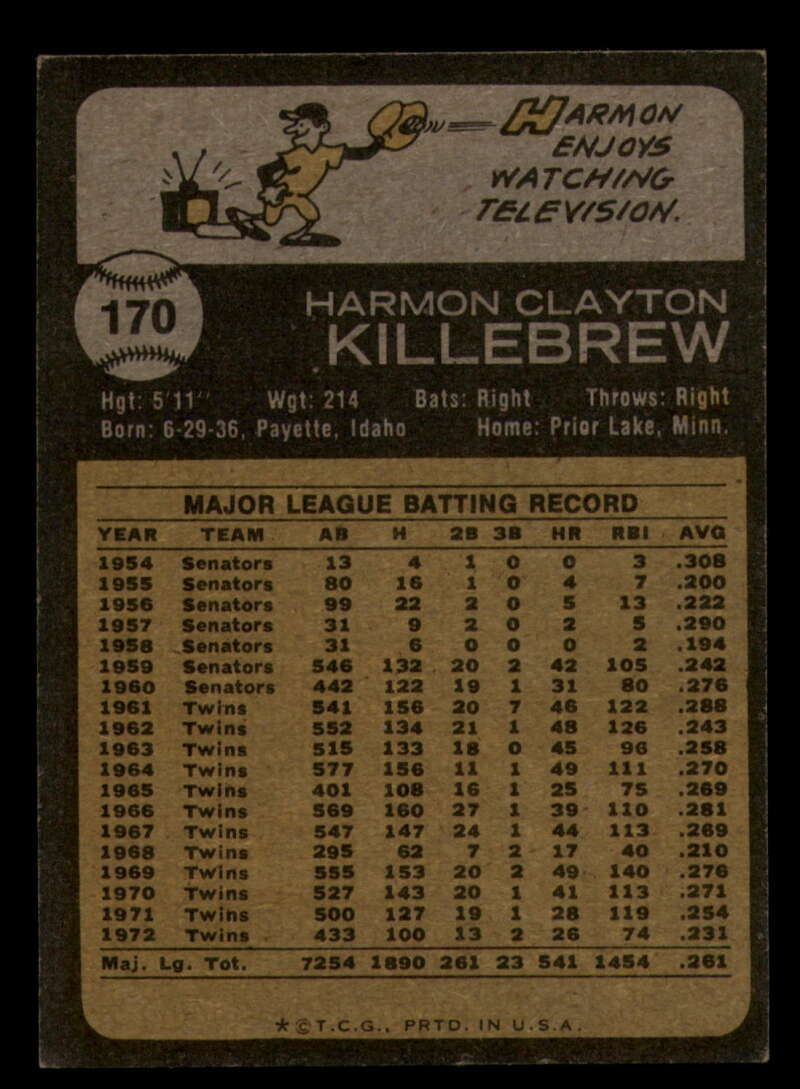 HARMON
ENJOYS
WATCHING
TELEVISION.
170
HARMON CLAYTON
KILLEBREW
Hgt: 5'11" Wgt: 214 Bats: Right Throws: Right
Born: 6-29-36, Payette, Idaho Home: Prior Lake, Minn.
MAJOR LEAGUE BATTING RECORD
YEAR TEAM AB H 2B 3B HR RBI AVG
1954 Senators 13 4 1 0 0 3 .308
1955 Senators 80 16 1 0 4 7 .200
1956 Senators 99 22 2 0 5 13 .222
1957 Senators 31 9 2 0 2 5 .290
1958 Senators 31 6 0 0 0 2 .194
1959 Senators 546 132 20 2 42 105 .242
1960 Senators 442 122 19 1 31 80 .276
1961 Twins 541 156 20 7 46 122 .288
1962 Twins 552 134 21 1 48 126 .243
1963 Twins 515 133 18 0 45 96 .258
1964 Twins 577 156 11 1 49 111 .270
1965 Twins 401 108 16 1 25 75 .269
1966 Twins 569 160 27 1 39 110 .281
1967 Twins 547 147 24 1 44 113 .269
1968 Twins 295 62 7 2 17 40 .210
1969 Twins 555 153 20 2 49 140 .276
1970 Twins 527 143 20 1 41 113 .271
1971 Twins 500 127 19 1 28 119 .254
1972 Twins 433 100 13 2 26 74 .231
Maj. Lg. Tot. 7254 1890 261 23 541 1454 .261
*©T.C.G., PRTD. IN U.S.A.